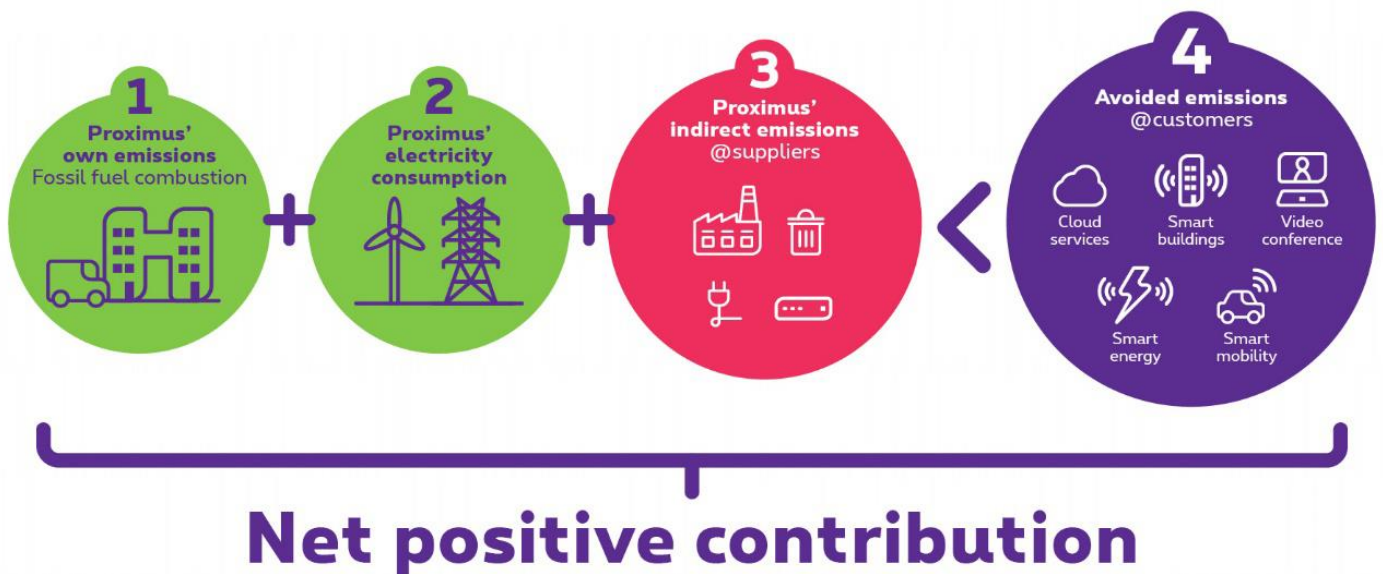 1
Proximus'
own emissions
Fossil fuel combustion
+
2
Proximus'
electricity
consumption
+
3
Proximus'
indirect emissions
@suppliers
<
4
Avoided emissions
@customers
Cloud
services
Smart
buildings
Video
conference
Smart
energy
Smart
mobility
Net positive contribution